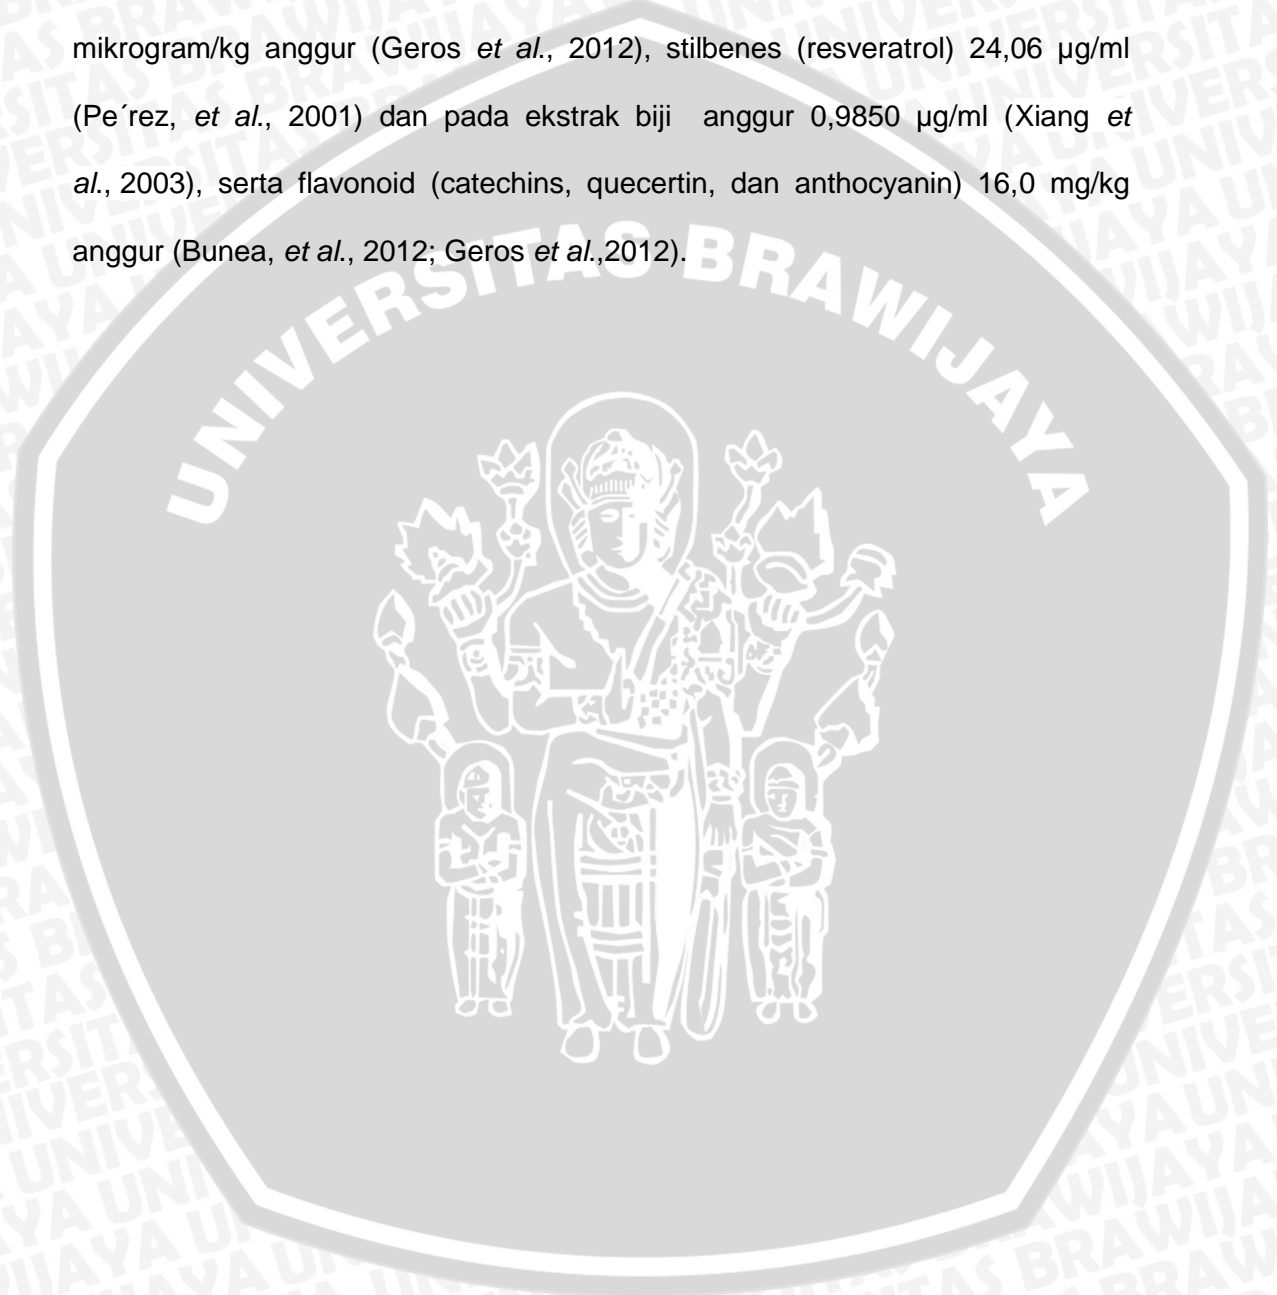 mikrogram/kg anggur (Geros et al., 2012), stilbenes (resveratrol) 24,06 µg/ml
(Pe´rez, et al., 2001) dan pada ekstrak biji anggur 0,9850 µg/ml (Xiang et
al., 2003), serta flavonoid (catechins, quecertin, dan anthocyanin) 16,0 mg/kg
anggur (Bunea, et al., 2012; Geros et al.,2012).
UNIVERSITAS BRAWIJAYA